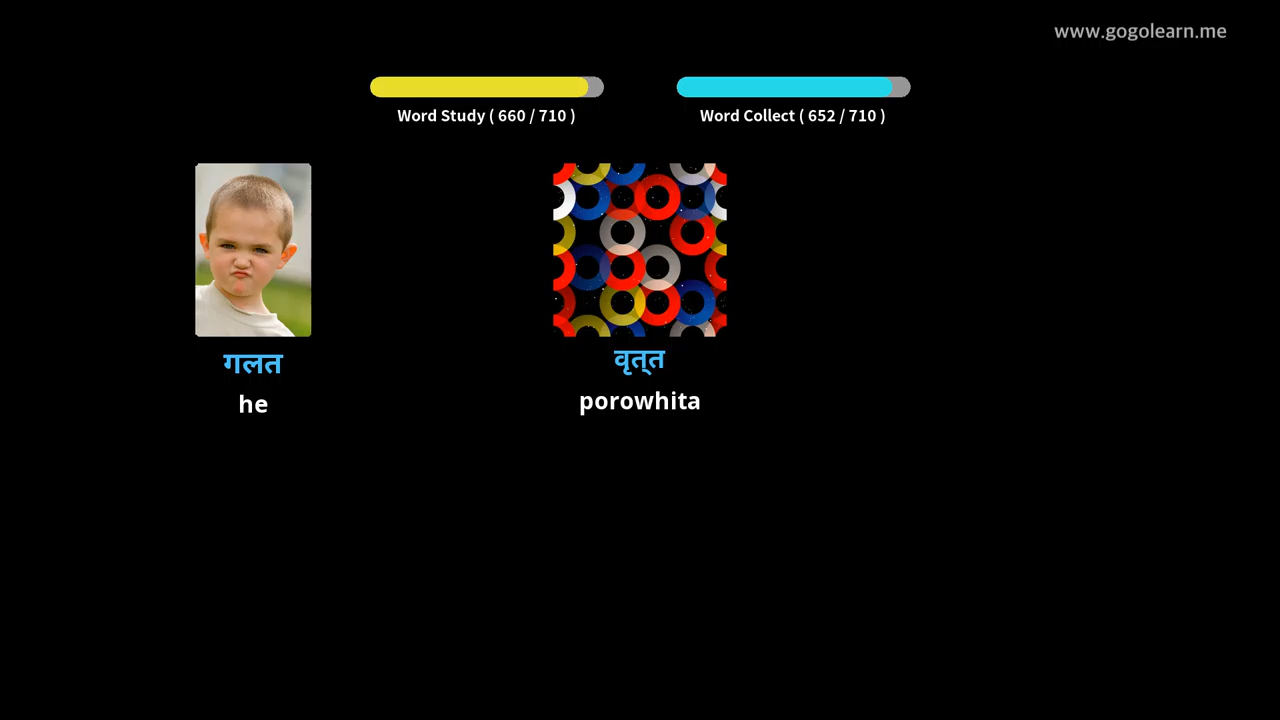 www.gogolearn.me
Word Study ( 660 / 710 )
Word Collect ( 652 / 710 )
गलत
he
वृत्त
porowhita